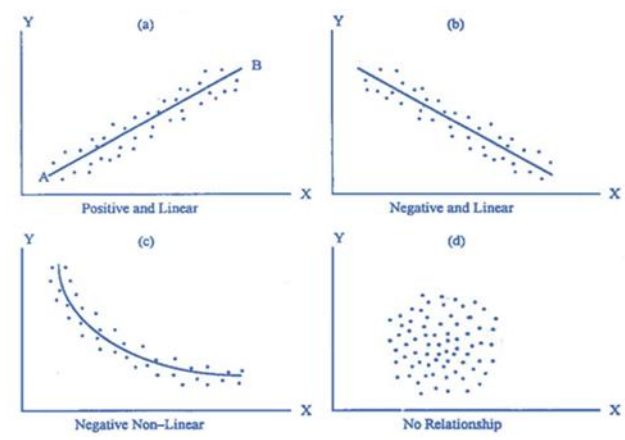 Y
(a)
B
A
X
Positive and Linear
Y
(b)
X
Negative and Linear
Y
(c)
X
Negative Non–Linear
Y
(d)
X
No Relationship